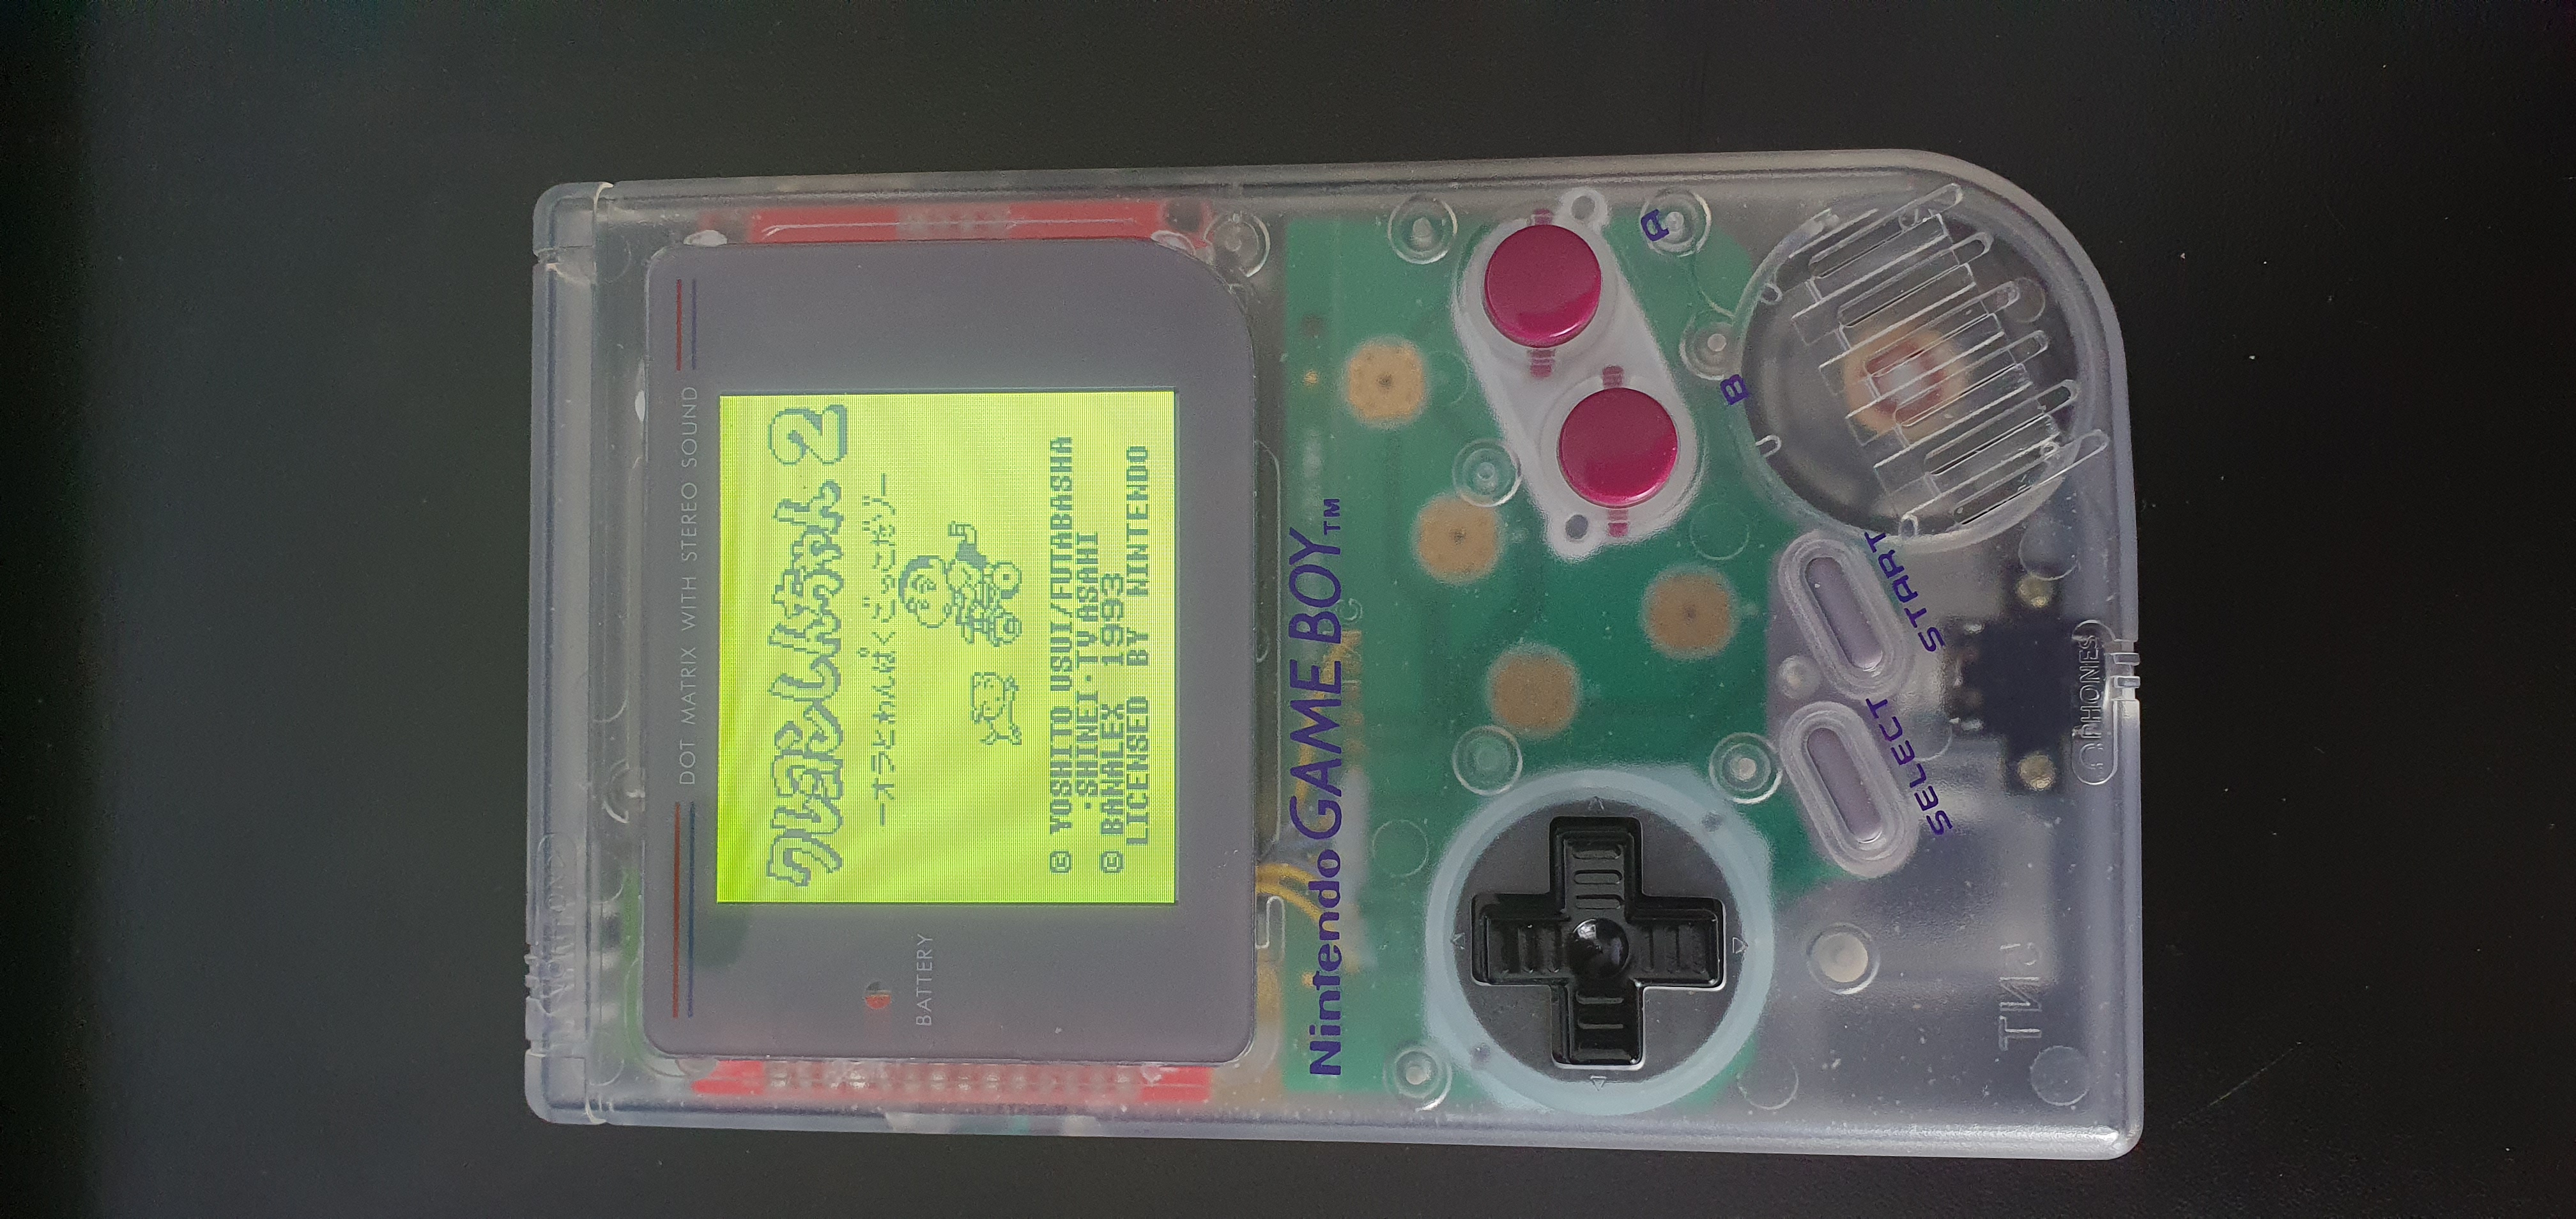 DOT MATRIX WITH STEREO SOUND
クレヨンしんちゃん 2
ーオラとわんぱくごっこだゾー
BATTERY
© YOSHITO USUI/FUTABASHA
・SHINEI・TV ASAHI
© BANALEX 1993
LICENSED BY NINTENDO
Nintendo GAME BOY TM
A
B
SELECT
START
PHONES